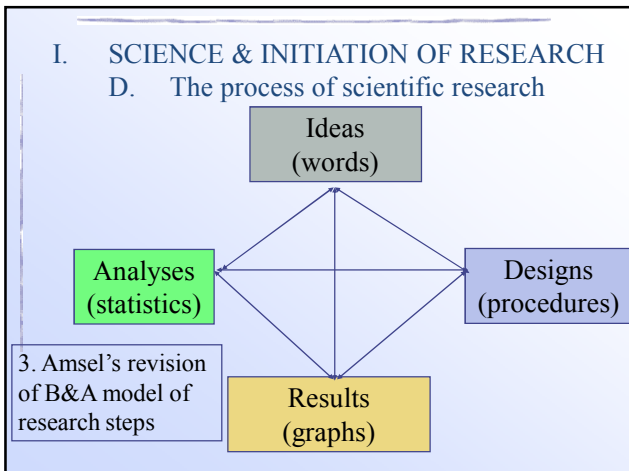 I. SCIENCE & INITIATION OF RESEARCH
D. The process of scientific research
Ideas
(words)
Analyses
(statistics)
Designs
(procedures)
3. Amsel's revision
of B&A model of
research steps
Results
(graphs)